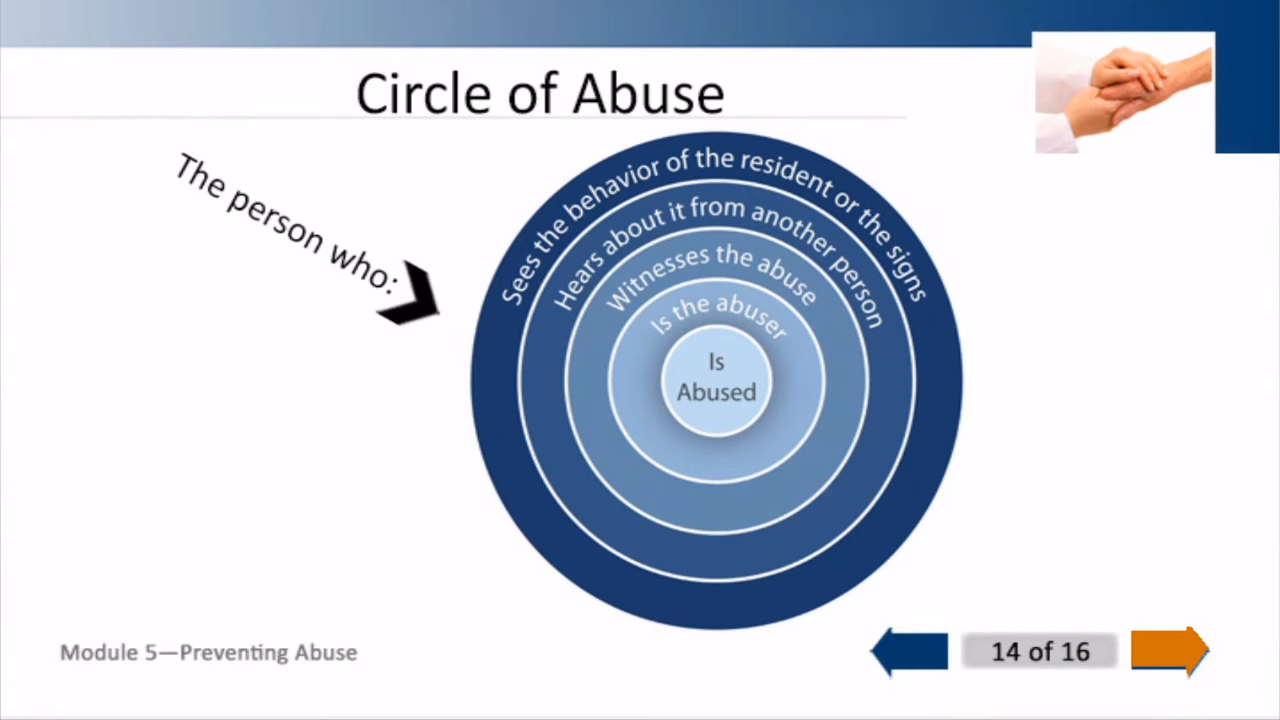 Circle of Abuse
The person who:
Sees the behavior of the resident or the signs
Hears about it from another person
Witnesses the abuse
Is the abuser
Is
Abused
Module 5—Preventing Abuse
14 of 16